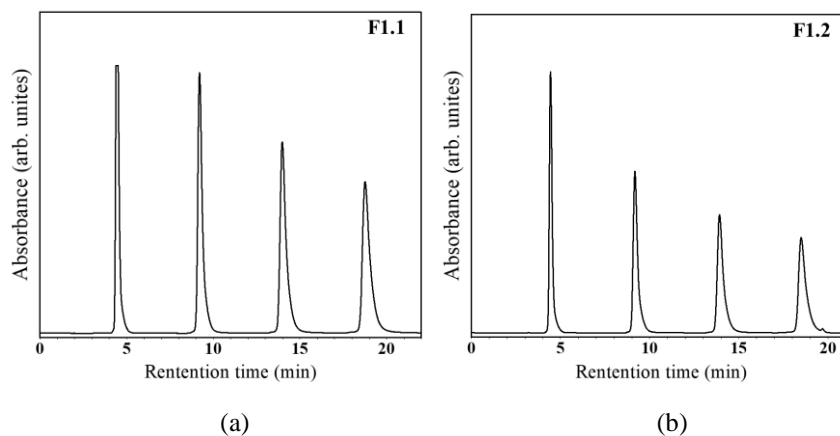 F1.1
Absorbance (arb. unites)
0 5 10 15 20
Rentention time (min)
(a)
F1.2
Absorbance (arb. unites)
0 5 10 15 20
Rentention time (min)
(b)